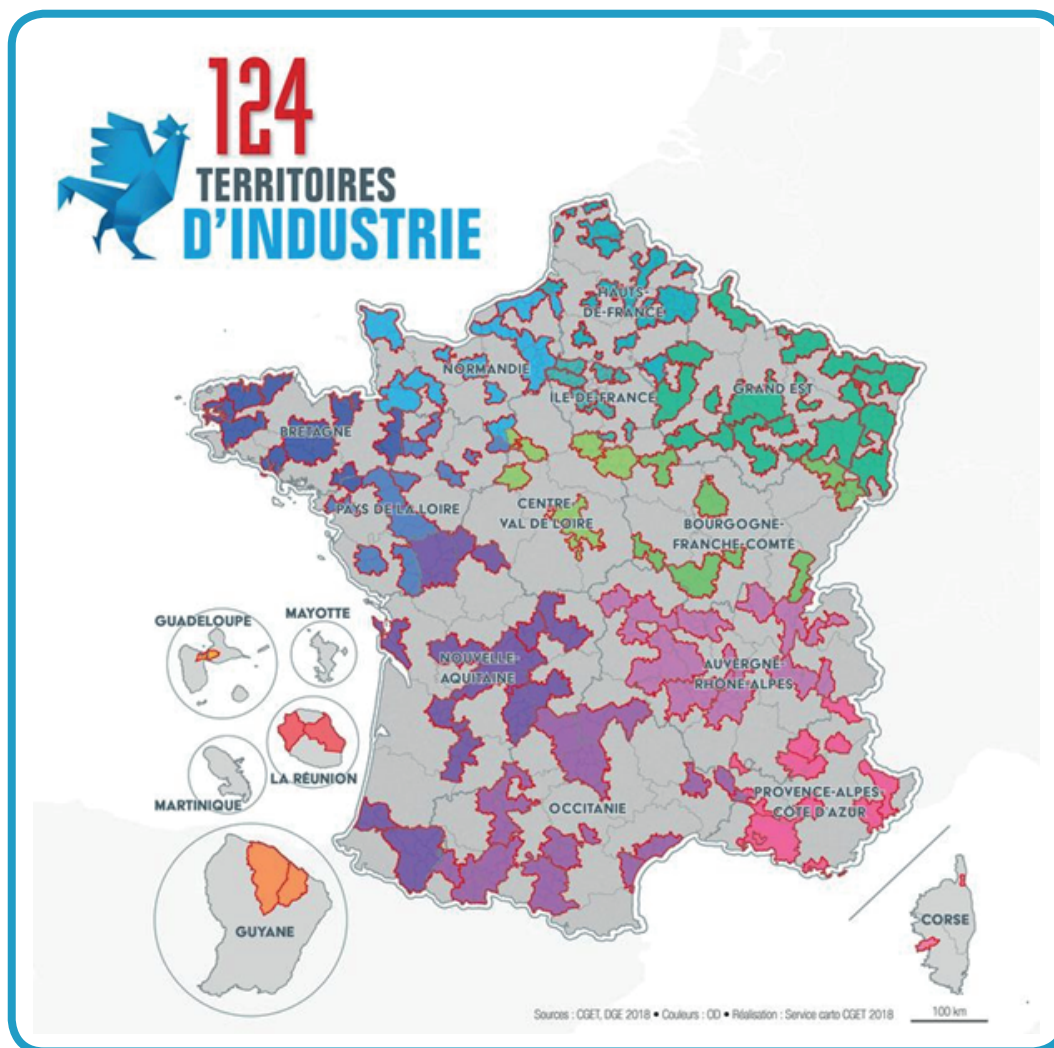 124
TERRITOIRES
D'INDUSTRIE
HAUTS-
DE-FRANCE
NORMANDIE
ÎLE-DE-FRANCE
GRAND EST
BRETAGNE
PAYS DE LA LOIRE
CENTRE-
VAL DE LOIRE
BOURGOGNE-
FRANCHE-COMTÉ
GUADELOUPE
MAYOTTE
NOUVELLE-
AQUITAINE
AUVERGNE-
RHÔNE-ALPES
LA RÉUNION
MARTINIQUE
OCCITANIE
PROVENCE-ALPES
CÔTE D'AZUR
GUYANE
CORSE
Sources : CGET, DGE 2018 • Couleurs : OD • Réalisation : Service carto CGET 2018
100 km